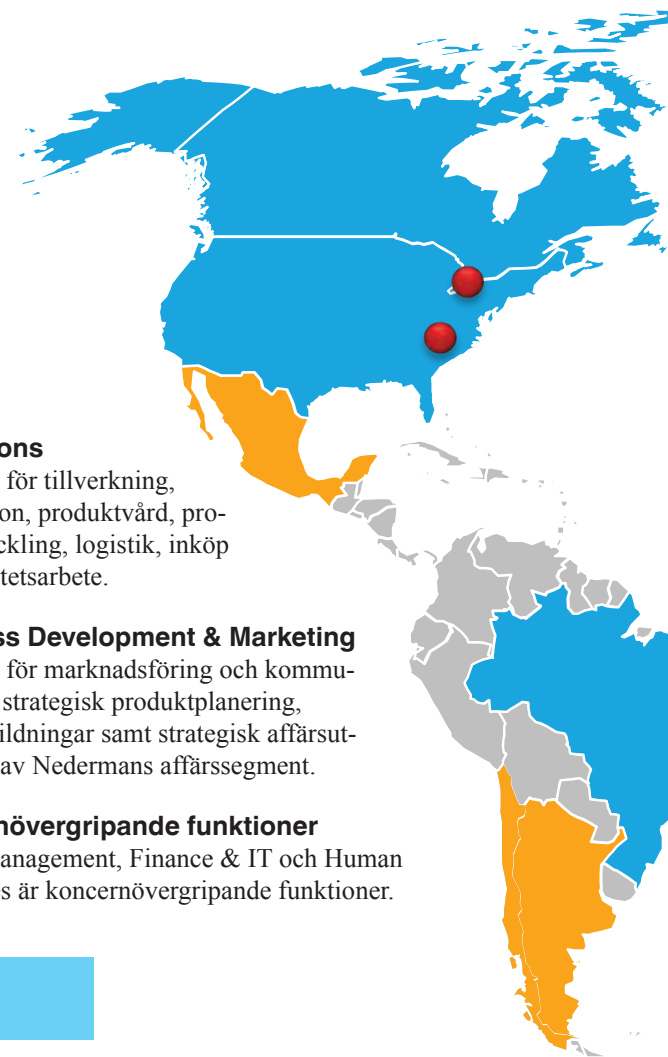 ons
för tillverkning,
on, produktvård, pro-
ckling, logistik, inköp
tetsarbete.
ss Development & Marketing
för marknadsföring och kommu-
strategisk produktplanering,
ildningar samt strategisk affärsut-
av Nedermans affärssegment.
növergripande funktioner
anagement, Finance & IT och Human
s är koncernövergripande funktioner.